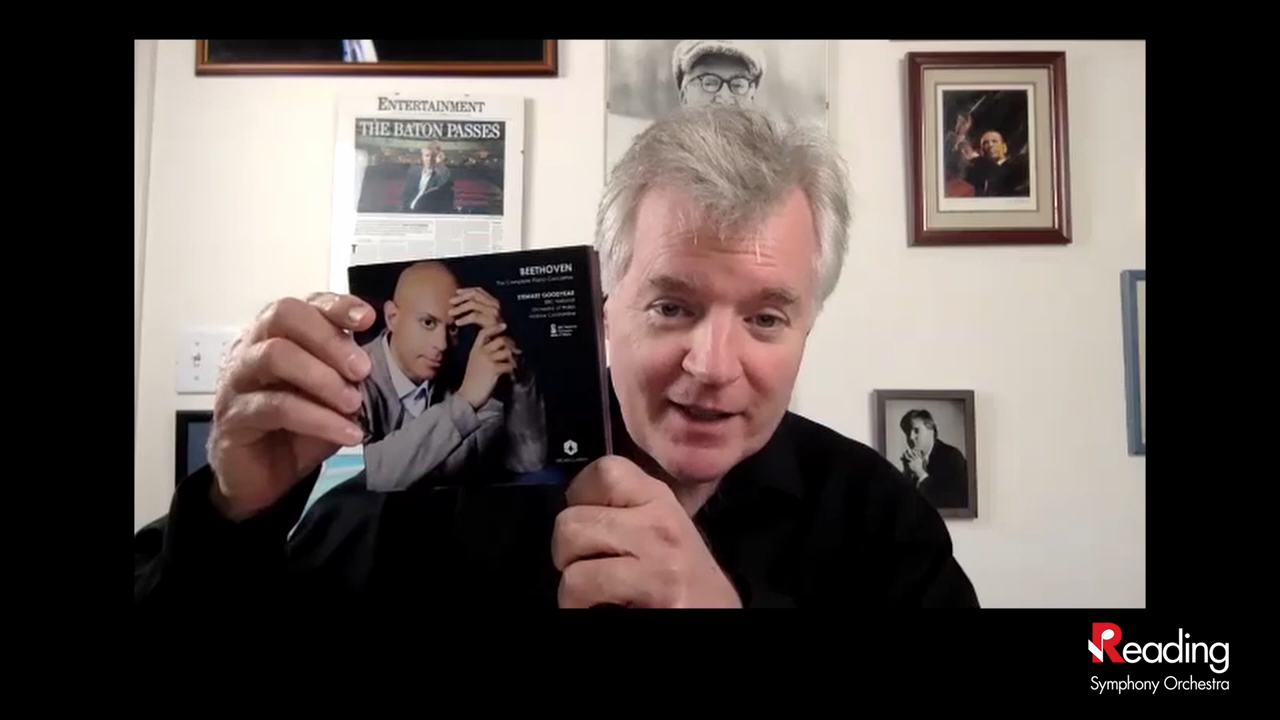 ENTERTAINMENT
THE BATON PASSES
BEETHOVEN
The Complete Piano Concertos
STEWART GOODYEAR
BBC National
Orchestra of Wales
Andrew Constantine
Reading
Symphony Orchestra